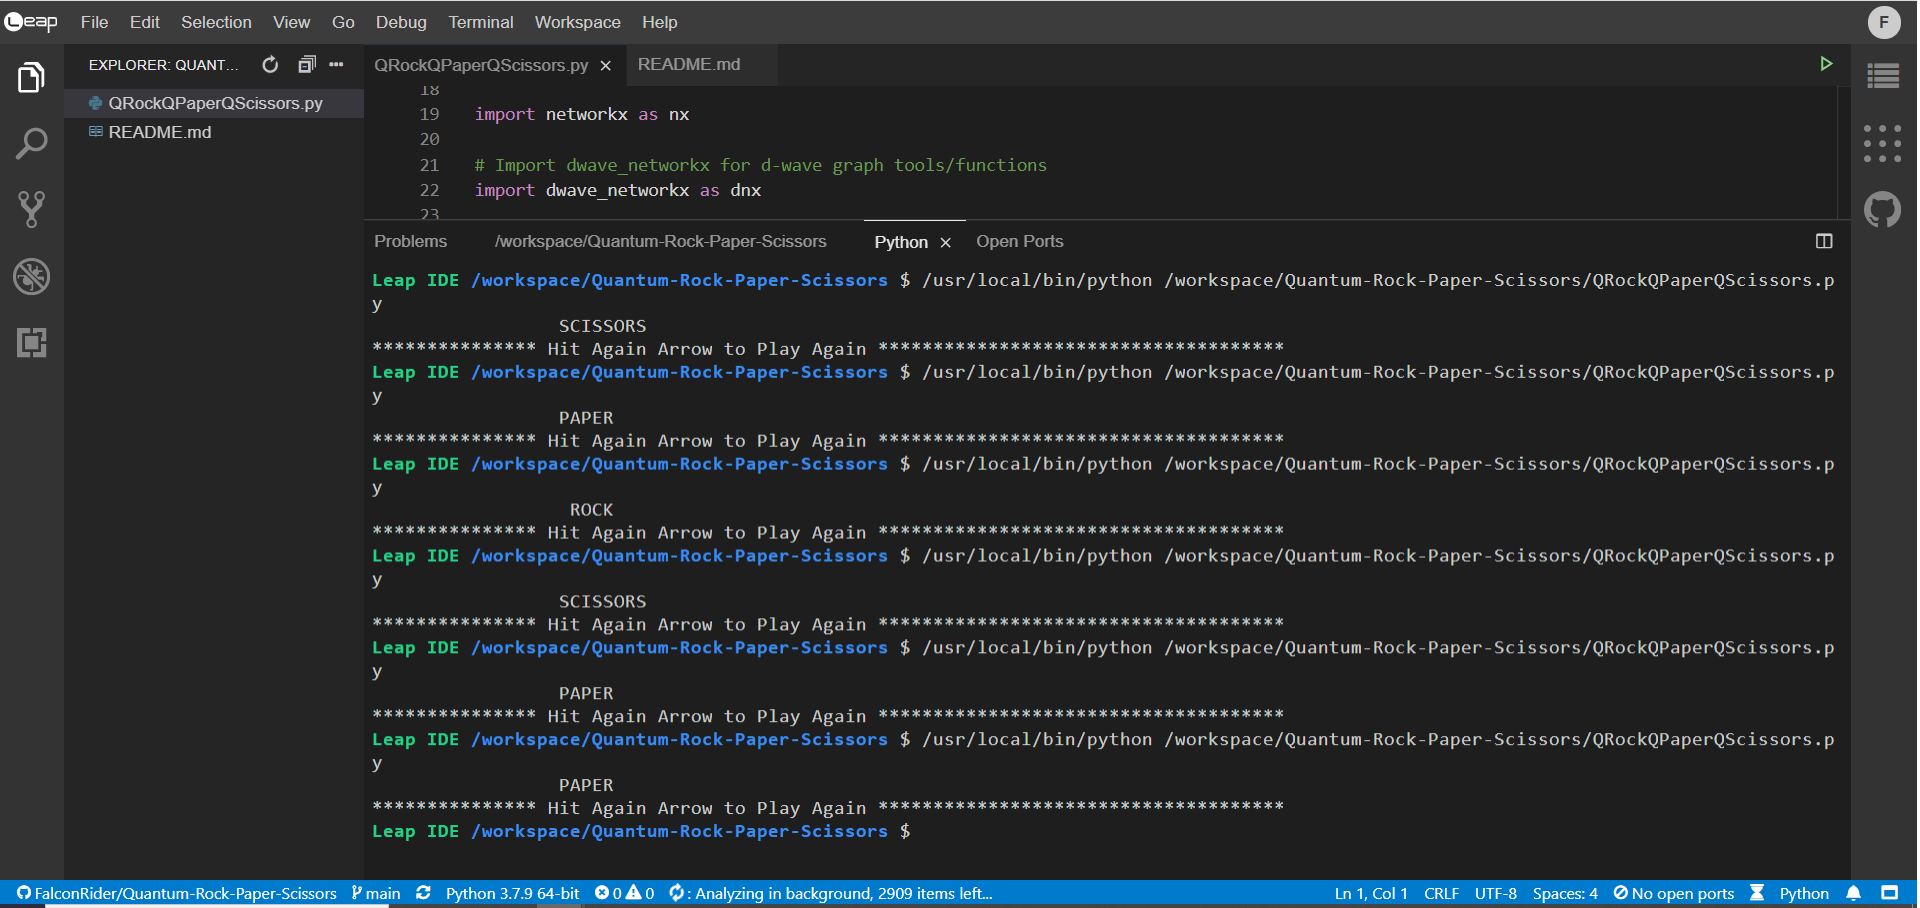 Leap File Edit Selection View Go Debug Terminal Workspace Help F
EXPLORER: QUANT...
QRockQPaperQScissors.py
README.md
QRockQPaperQScissors.py × README.md
18
19 import networkx as nx
20
21 # Import dwave_networkx for d-wave graph tools/functions
22 import dwave_networkx as dnx
23
Problems /workspace/Quantum-Rock-Paper-Scissors Python × Open Ports
Leap IDE /workspace/Quantum-Rock-Paper-Scissors $ /usr/local/bin/python /workspace/Quantum-Rock-Paper-Scissors/QRockQPaperQScissors.p
y
SCISSORS
*************** Hit Again Arrow to Play Again *************************************
Leap IDE /workspace/Quantum-Rock-Paper-Scissors $ /usr/local/bin/python /workspace/Quantum-Rock-Paper-Scissors/QRockQPaperQScissors.p
y
PAPER
*************** Hit Again Arrow to Play Again *************************************
Leap IDE /workspace/Quantum-Rock-Paper-Scissors $ /usr/local/bin/python /workspace/Quantum-Rock-Paper-Scissors/QRockQPaperQScissors.p
y
ROCK
*************** Hit Again Arrow to Play Again *************************************
Leap IDE /workspace/Quantum-Rock-Paper-Scissors $ /usr/local/bin/python /workspace/Quantum-Rock-Paper-Scissors/QRockQPaperQScissors.p
y
SCISSORS
*************** Hit Again Arrow to Play Again *************************************
Leap IDE /workspace/Quantum-Rock-Paper-Scissors $ /usr/local/bin/python /workspace/Quantum-Rock-Paper-Scissors/QRockQPaperQScissors.p
y
PAPER
*************** Hit Again Arrow to Play Again *************************************
Leap IDE /workspace/Quantum-Rock-Paper-Scissors $ /usr/local/bin/python /workspace/Quantum-Rock-Paper-Scissors/QRockQPaperQScissors.p
y
PAPER
*************** Hit Again Arrow to Play Again *************************************
Leap IDE /workspace/Quantum-Rock-Paper-Scissors $
FalconRider/Quantum-Rock-Paper-Scissors main Python 3.7.9 64-bit 0 0 : Analyzing in background, 2909 items left... Ln 1, Col 1 CRLF UTF-8 Spaces: 4 No open ports Python